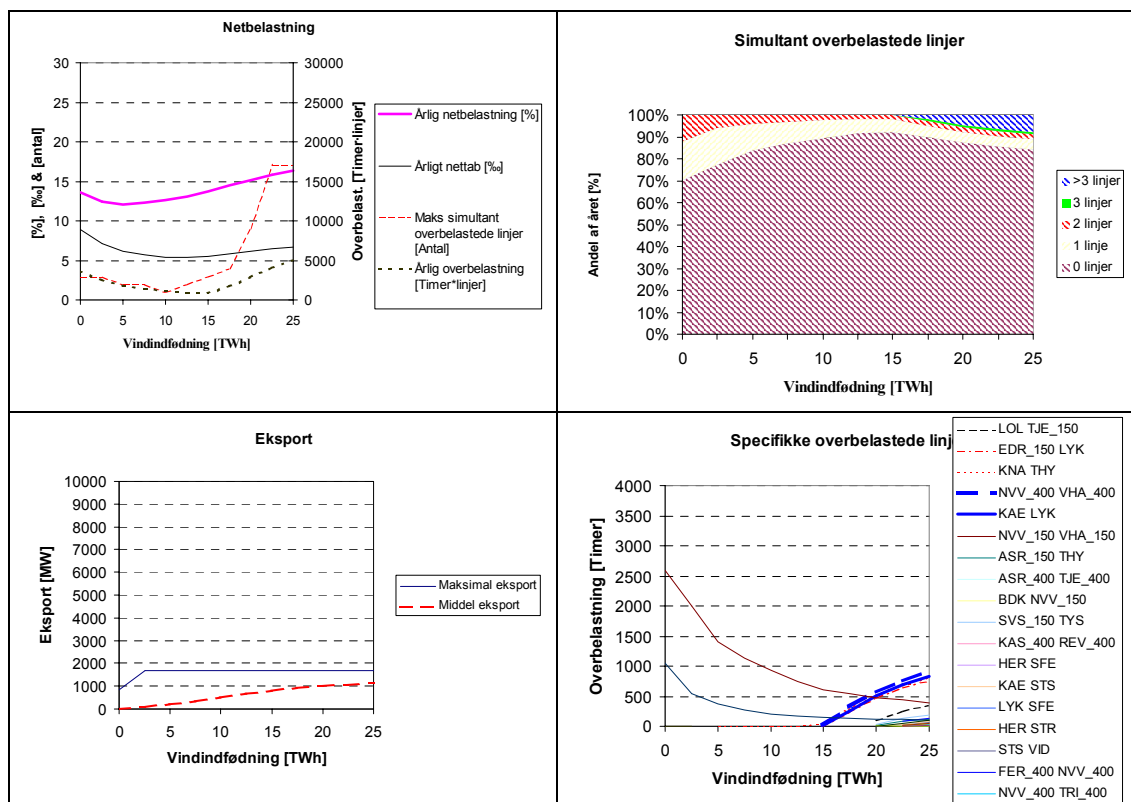 Netbelastning
30
25
20
15
10
5
0
30000
25000
20000
15000
10000
5000
0
[%], [‰] & [antal]
Overbelast. [Timer·linjer]
0 5 10 15 20 25
Vindindfødning [TWh]
Årlig netbelastning [%]
Årligt nettab [‰]
Maks simultant
overbelastede linjer
[Antal]
Årlig overbelastning
[Timer*linjer]
Simultant overbelastede linjer
100%
90%
80%
70%
60%
50%
40%
30%
20%
10%
0%
Andel af året [%]
0 5 10 15 20 25
Vindindfødning [TWh]
>3 linjer
3 linjer
2 linjer
1 linje
0 linjer
Eksport
10000
9000
8000
7000
6000
5000
4000
3000
2000
1000
0
Eksport [MW]
0 5 10 15 20 25
Vindindfødning [TWh]
Maksimal eksport
Middel eksport
Specifikke overbelastede linje
4000
3500
3000
2500
2000
1500
1000
500
0
Overbelastning [Timer]
0 5 10 15 20 25
Vindindfødning [TWh]
LOL TJE_150
EDR_150 LYK
KNA THY
NVV_400 VHA_400
KAE LYK
NVV_150 VHA_150
ASR_150 THY
ASR_400 TJE_400
BDK NVV_150
SVS_150 TYS
KAS_400 REV_400
HER SFE
KAE STS
LYK SFE
HER STR
STS VID
FER_400 NVV_400
NVV_400 TRI_400